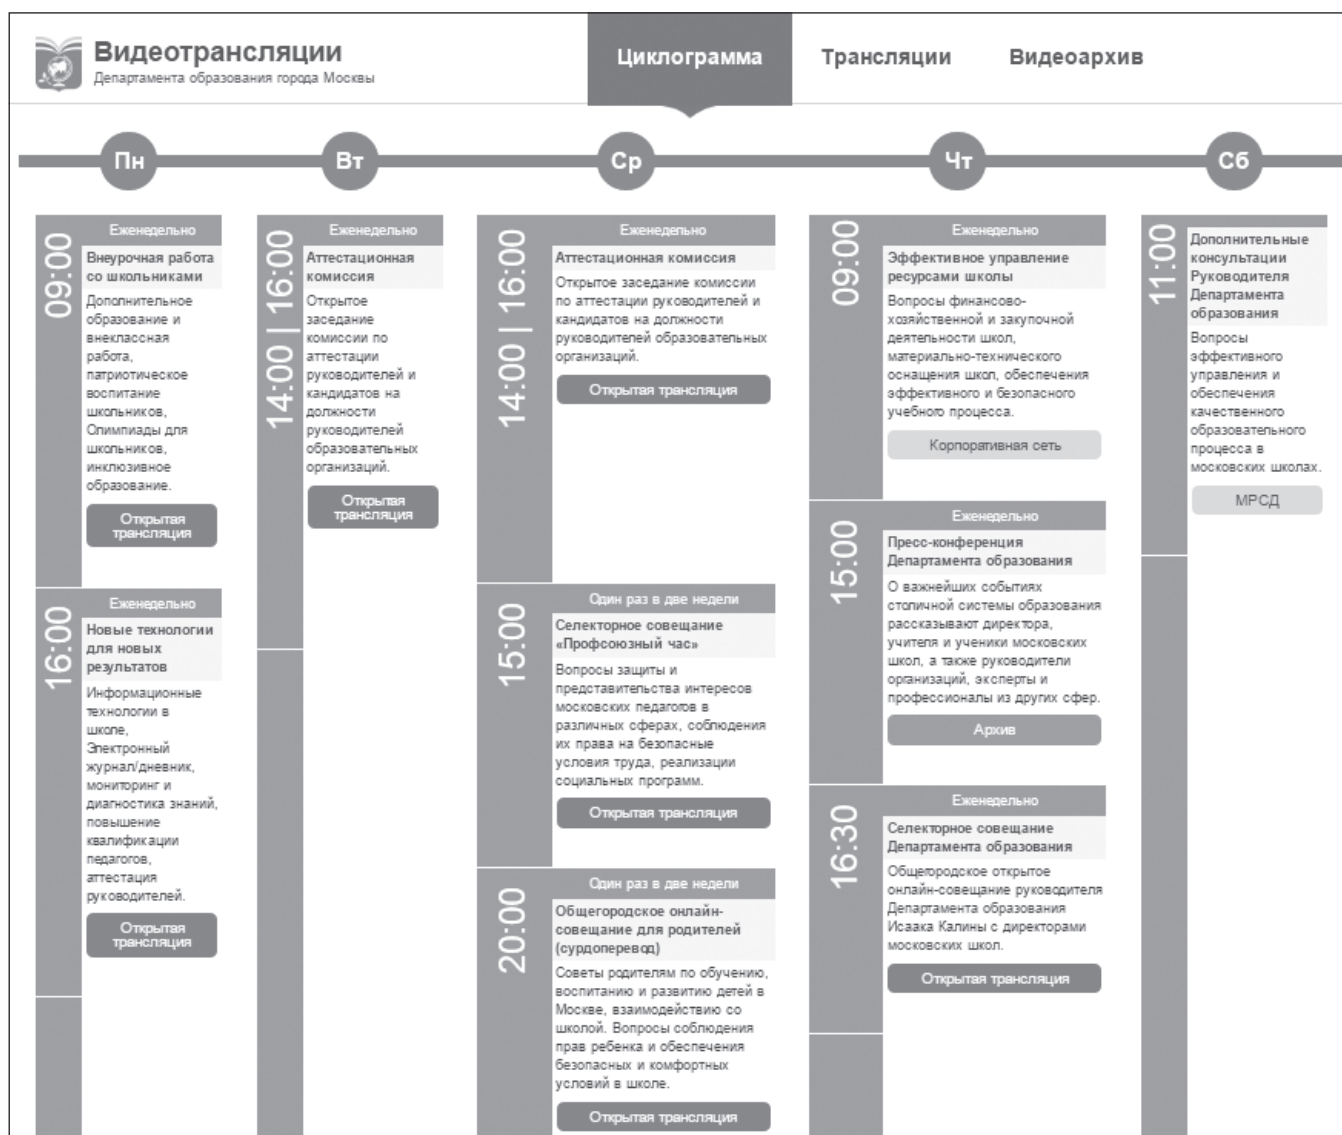 Видеотрансляции
Департамента образования города Москвы
Циклограмма
Трансляции
Видеоархив
Пн
Вт
Ср
Чт
Сб
09:00
Еженедельно
Внеурочная работа
со школьниками
Дополнительное
образование и
внеклассная
работа,
патриотическое
воспитание
школьников,
Олимпиады для
школьников,
инклюзивное
образование.
Открытая
трансляция
16:00
Еженедельно
Новые технологии
для новых
результатов
Информационные
технологии в
школе,
Электронный
журнал/дневник,
мониторинг и
диагностика знаний,
повышение
квалификации
педагогов,
аттестация
руководителей.
Открытая
трансляция
14:00 | 16:00
Еженедельно
Аттестационная
комиссия
Открытое
заседание
комиссии по
аттестации
руководителей и
кандидатов на
должности
руководителей
образовательных
организаций.
Открытая
трансляция
14:00 | 16:00
Еженедельно
Аттестационная комиссия
Открытое заседание комиссии
по аттестации руководителей и
кандидатов на должности
руководителей образовательных
организаций.
Открытая трансляция
15:00
Один раз в две недели
Селекторное совещание
«Профсоюзный час»
Вопросы защиты и
представительства интересов
московских педагогов в
различных сферах, соблюдения
их права на безопасные
условия труда, реализации
социальных программ.
Открытая трансляция
20:00
Один раз в две недели
Общегородское онлайн-
совещание для родителей
(сурдоперевод)
Советы родителям по обучению,
воспитанию и развитию детей в
Москве, взаимодействию со
школой. Вопросы соблюдения
прав ребенка и обеспечения
безопасных и комфортных
условий в школе.
Открытая трансляция
09:00
Еженедельно
Эффективное управление
ресурсами школы
Вопросы финансово-
хозяйственной и закупочной
деятельности школ,
материально-технического
оснащения школ, обеспечения
эффективного и безопасного
учебного процесса.
Корпоративная сеть
15:00
Еженедельно
Пресс-конференция
Департамента образования
О важнейших событиях
столичной системы образования
рассказывают директора,
учителя и ученики московских
школ, а также руководители
организаций, эксперты и
профессионалы из других сфер.
Архив
16:30
Еженедельно
Селекторное совещание
Департамента образования
Общегородское открытое
онлайн-совещание руководителя
Департамента образования
Исаака Калины с директорами
московских школ.
Открытая трансляция
11:00
Дополнительные
консультации
Руководителя
Департамента
образования
Вопросы
эффективного
управления и
обеспечения
качественного
образовательного
процесса в
московских школах.
МРСД